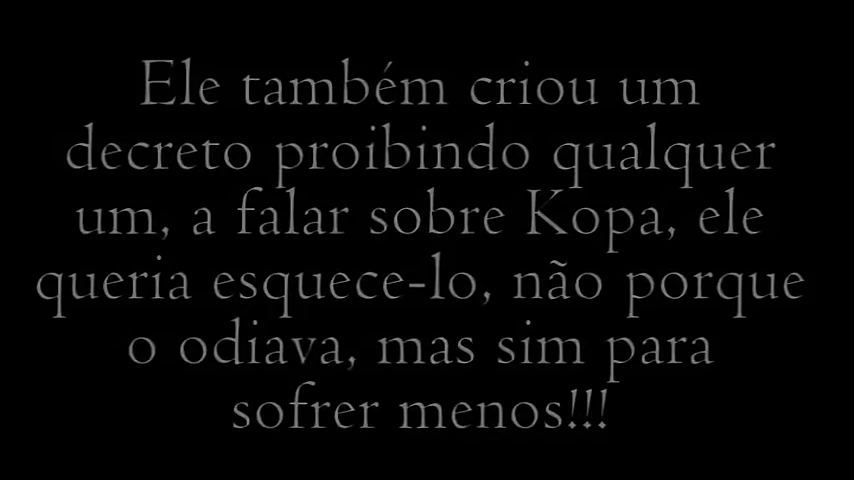 Ele também criou um
decreto proibindo qualquer
um, a falar sobre Kopa, ele
queria esquece-lo, não porque
o odiava, mas sim para
sofrer menos!!!